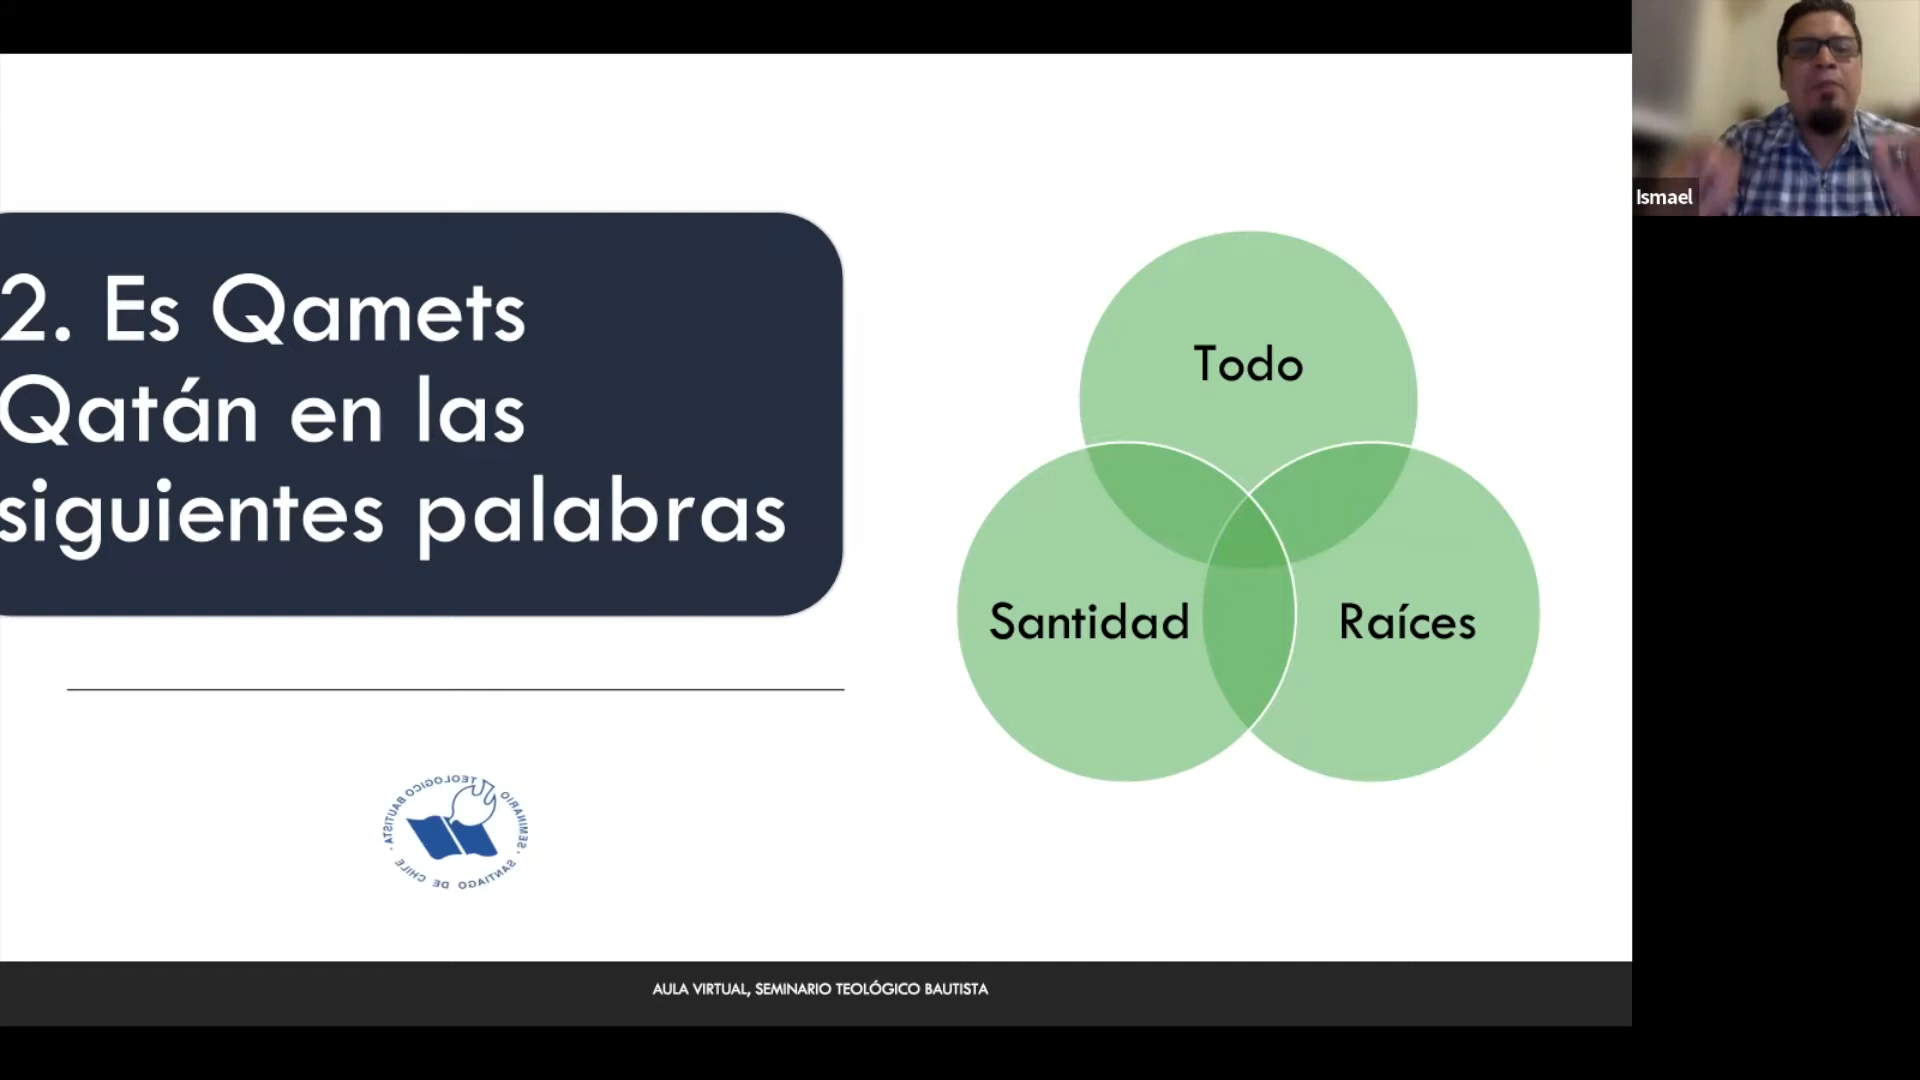 2. Es Qamets
Qatán en las
siguientes palabras
Todo
Santidad
Raíces
SEMINARIO TEOLOGICO BAUTISTA
· SANTIAGO DE CHILE ·
AULA VIRTUAL, SEMINARIO TEOLÓGICO BAUTISTA
Ismael